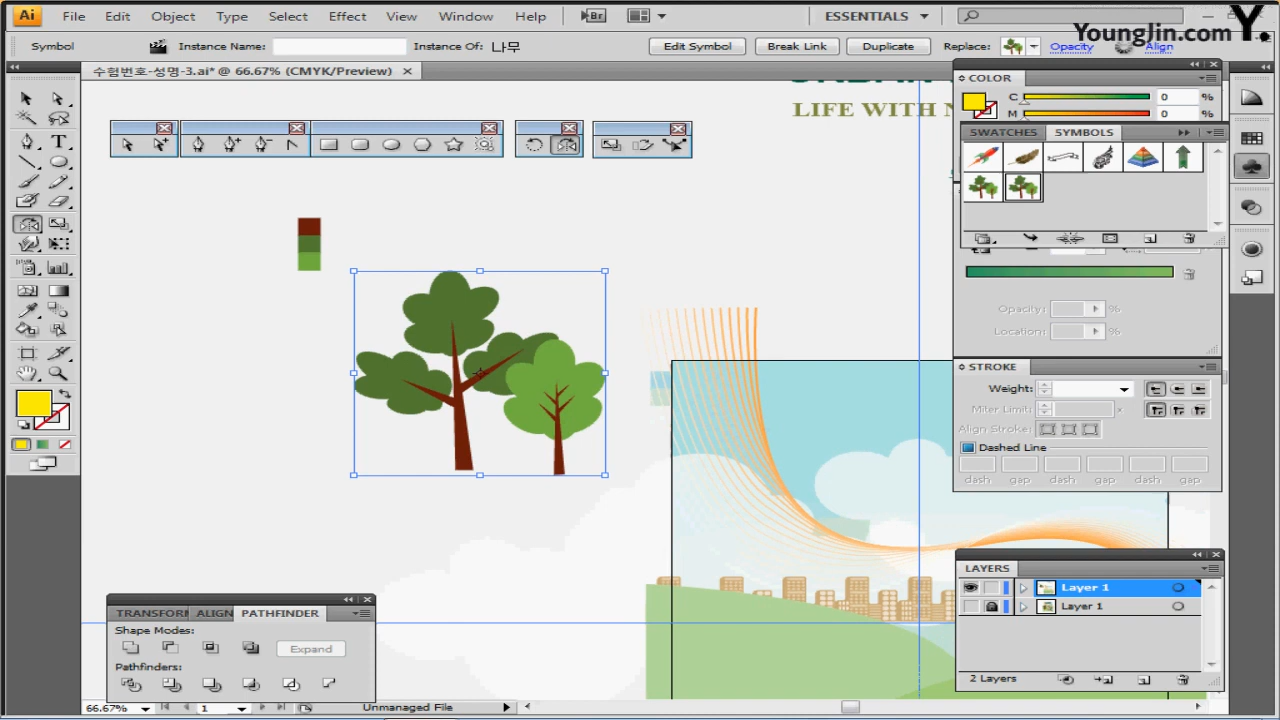 Ai File Edit Object Type Select Effect View Window Help Br ESSENTIALS
YoungJin.com Y.
Symbol Instance Name: Instance Of: 나무 Edit Symbol Break Link Duplicate Replace: Opacity Align
수험번호-성명-3.ai* @ 66.67% (CMYK/Preview)
LIFE WITH N
COLOR
C 0 %
M 0 %
SWATCHES SYMBOLS
Opacity: %
Location: %
STROKE
Weight:
Miter Limit: x
Align Stroke:
Dashed Line
dash gap dash gap dash gap
LAYERS
Layer 1
Layer 1
2 Layers
TRANSFORM ALIGN PATHFINDER
Shape Modes:
Expand
Pathfinders:
66.67% 1 Unmanaged File